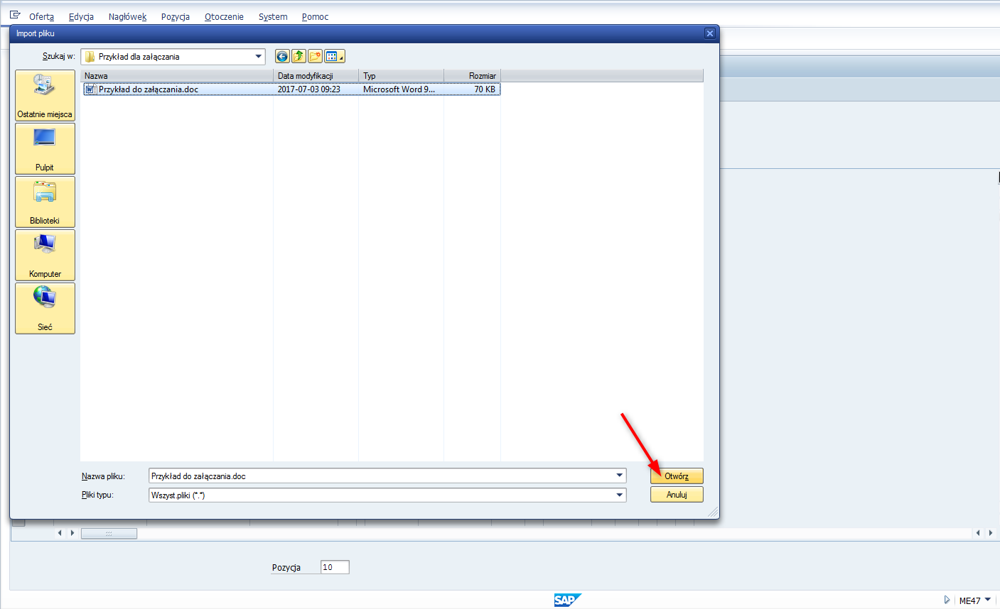 Oferta Edycja Nagłówek Pozycja Otoczenie System Pomoc
Import pliku
Szukaj w: Przykład dla załączania
Nazwa Data modyfikacji Typ Rozmiar
Przykład do załączania.doc 2017-07-03 09:23 Microsoft Word 9... 70 KB
Ostatnie miejsca
Pulpit
Biblioteki
Komputer
Sieć
Nazwa pliku: Przykład do załączania.doc Otwórz
Pliki typu: Wszyst.pliki (*.*) Anuluj
Pozycja 10
SAP ME47